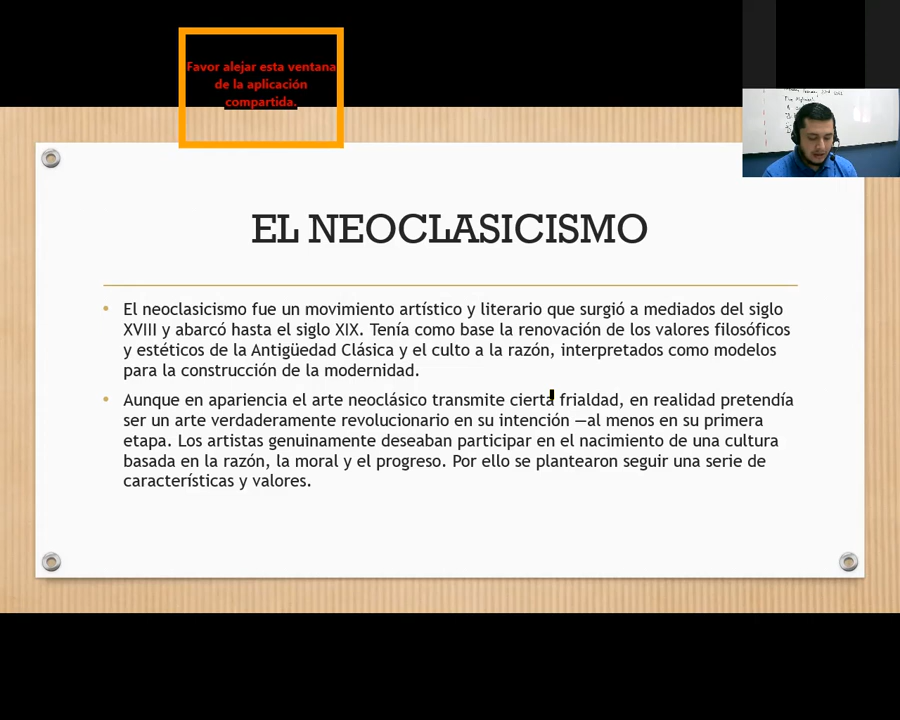 Favor alejar esta ventana
de la aplicación
compartida.
EL NEOCLASICISMO
• El neoclasicismo fue un movimiento artístico y literario que surgió a mediados del siglo
XVIII y abarcó hasta el siglo XIX. Tenía como base la renovación de los valores filosóficos
y estéticos de la Antigüedad Clásica y el culto a la razón, interpretados como modelos
para la construcción de la modernidad.
• Aunque en apariencia el arte neoclásico transmite cierta frialdad, en realidad pretendía
ser un arte verdaderamente revolucionario en su intención —al menos en su primera
etapa. Los artistas genuinamente deseaban participar en el nacimiento de una cultura
basada en la razón, la moral y el progreso. Por ello se plantearon seguir una serie de
características y valores.